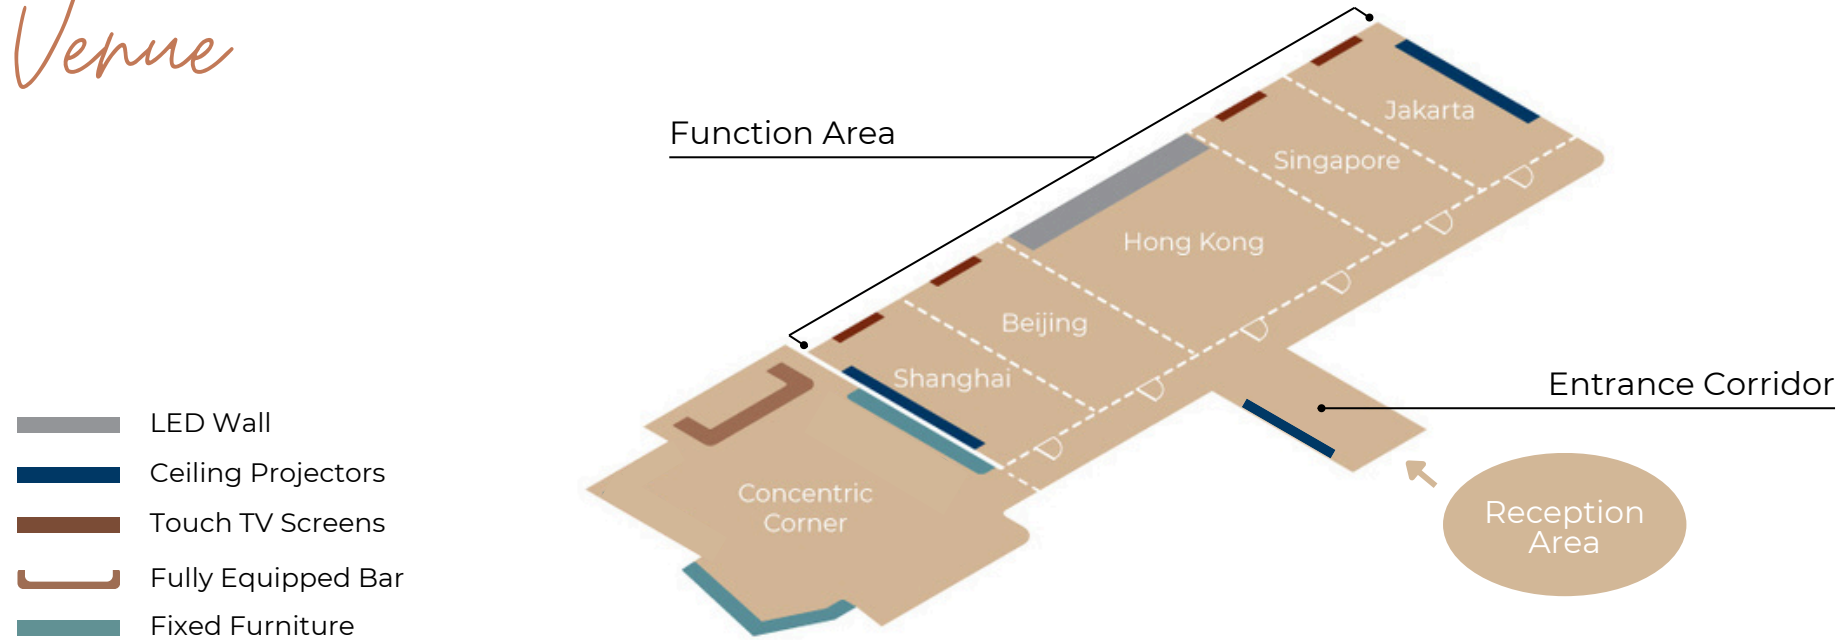 Venue
Function Area
Jakarta
Singapore
Hong Kong
Beijing
Shanghai
Entrance Corridor
Concentric
Corner
Reception
Area
LED Wall
Ceiling Projectors
Touch TV Screens
Fully Equipped Bar
Fixed Furniture